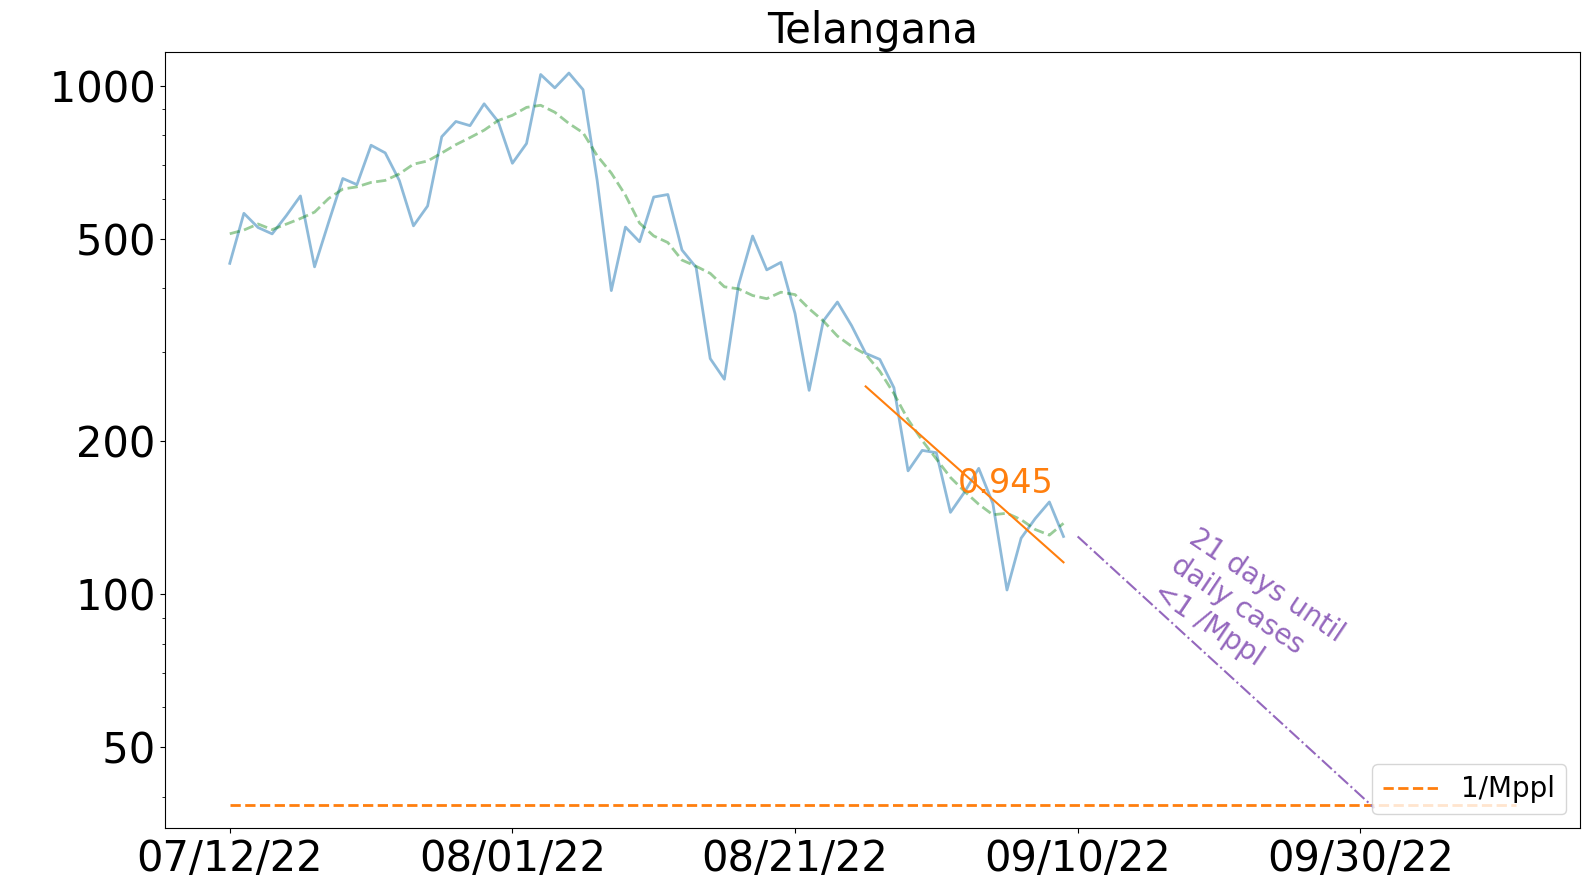 Telangana
1000
500
200
100
50
0.945
21 days until
daily cases
<1 /Mppl
1/Mppl
07/12/22
08/01/22
08/21/22
09/10/22
09/30/22